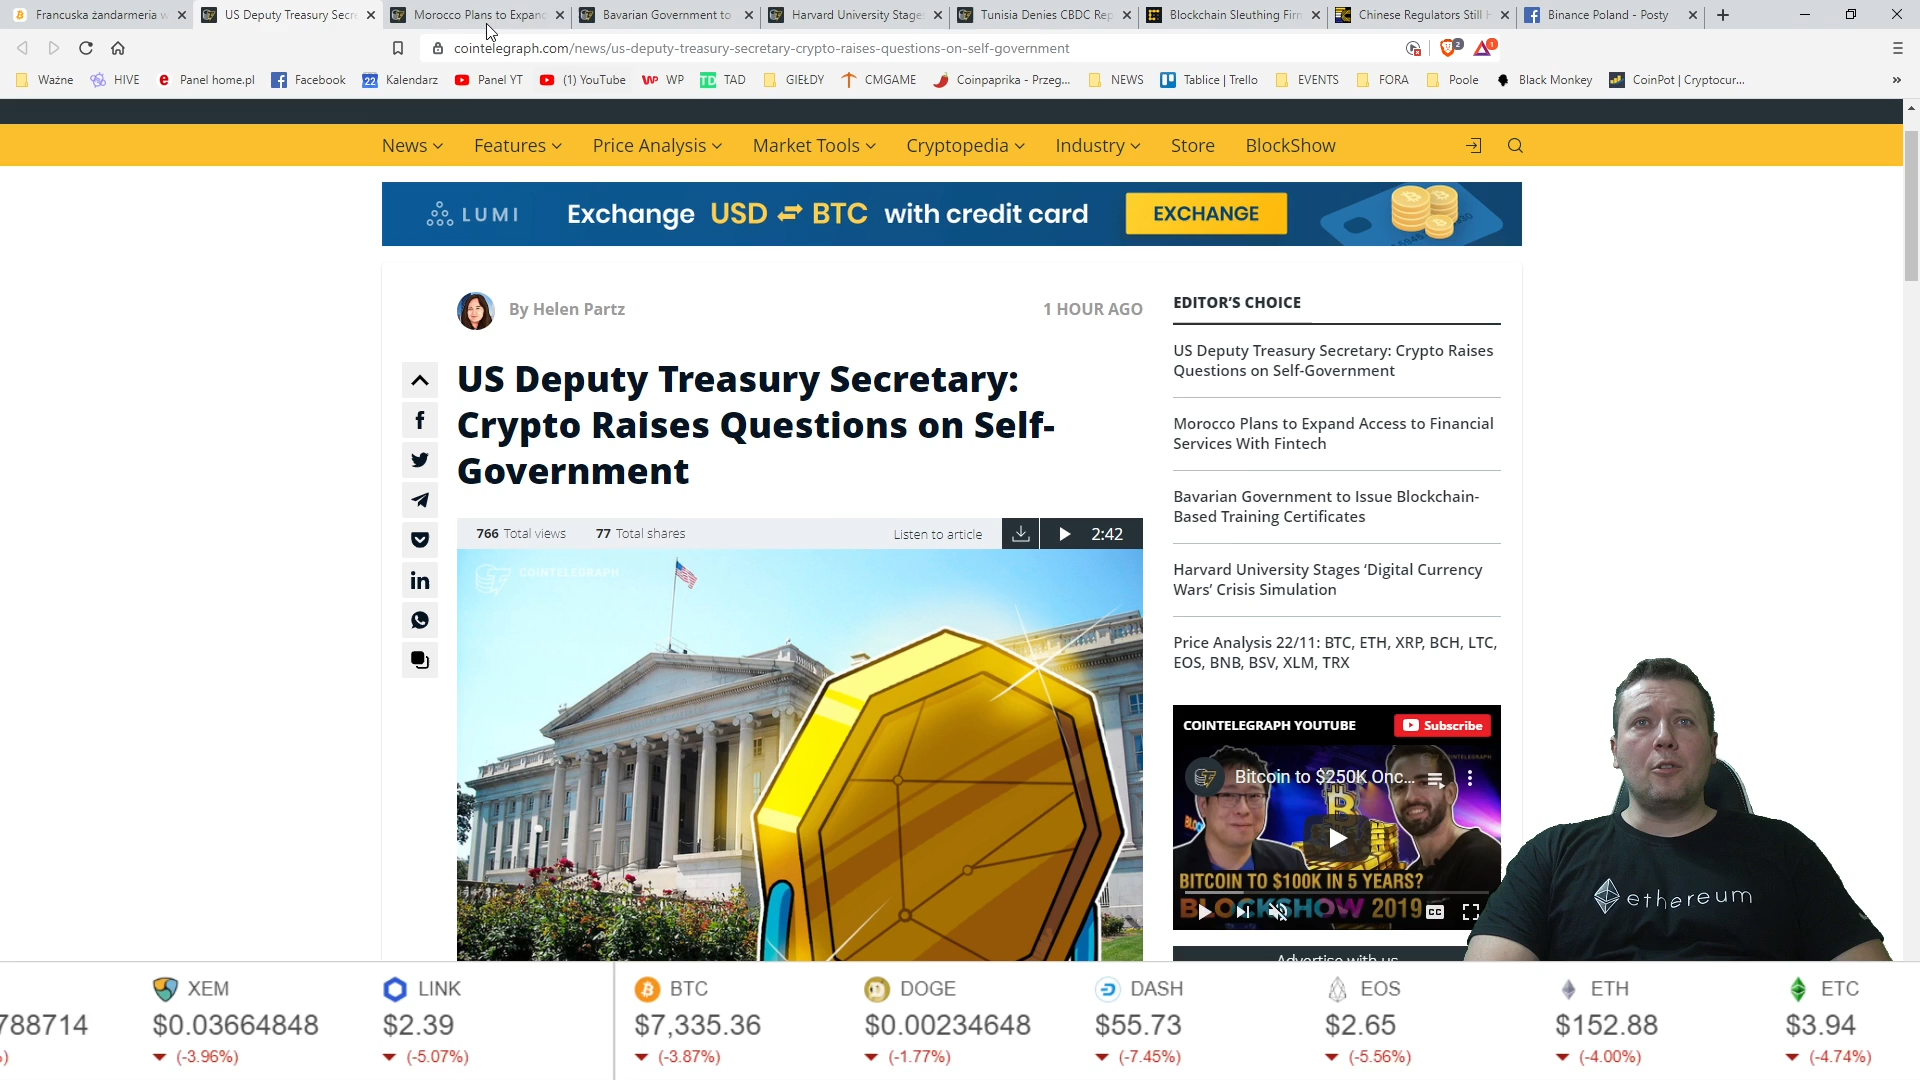 Francuska żandarmeria w
US Deputy Treasury Secre
Morocco Plans to Expand
Bavarian Government to
Harvard University Stage
Tunisia Denies CBDC Rep
Blockchain Sleuthing Firm
Chinese Regulators Still H
Binance Poland - Posty
cointelegraph.com/news/us-deputy-treasury-secretary-crypto-raises-questions-on-self-government
2
1
Ważne
HIVE
Panel home.pl
Facebook
22
Kalendarz
Panel YT
(1) YouTube
WP
TAD
GIEŁDY
CMGAME
Coinpaprika - Przeg...
NEWS
Tablice | Trello
EVENTS
FORA
Poole
Black Monkey
CoinPot | Cryptocur...
»
News
Features
Price Analysis
Market Tools
Cryptopedia
Industry
Store
BlockShow
LUMI
Exchange USD BTC with credit card
EXCHANGE
By Helen Partz
1 HOUR AGO
US Deputy Treasury Secretary:
Crypto Raises Questions on Self-
Government
766 Total views
77 Total shares
Listen to article
2:42
COINTELEGRAPH
EDITOR'S CHOICE
US Deputy Treasury Secretary: Crypto Raises
Questions on Self-Government
Morocco Plans to Expand Access to Financial
Services With Fintech
Bavarian Government to Issue Blockchain-
Based Training Certificates
Harvard University Stages ‘Digital Currency
Wars’ Crisis Simulation
Price Analysis 22/11: BTC, ETH, XRP, BCH, LTC,
EOS, BNB, BSV, XLM, TRX
COINTELEGRAPH YOUTUBE
Subscribe
Bitcoin to $250K Onc...
BITCOIN TO $100K IN 5 YEARS?
BLOCKSHOW 2019
Advertise with us
ethereum
788714
XEM
$0.03664848
(-3.96%)
LINK
$2.39
(-5.07%)
BTC
$7,335.36
(-3.87%)
DOGE
$0.00234648
(-1.77%)
DASH
$55.73
(-7.45%)
EOS
$2.65
(-5.56%)
ETH
$152.88
(-4.00%)
ETC
$3.94
(-4.74%)